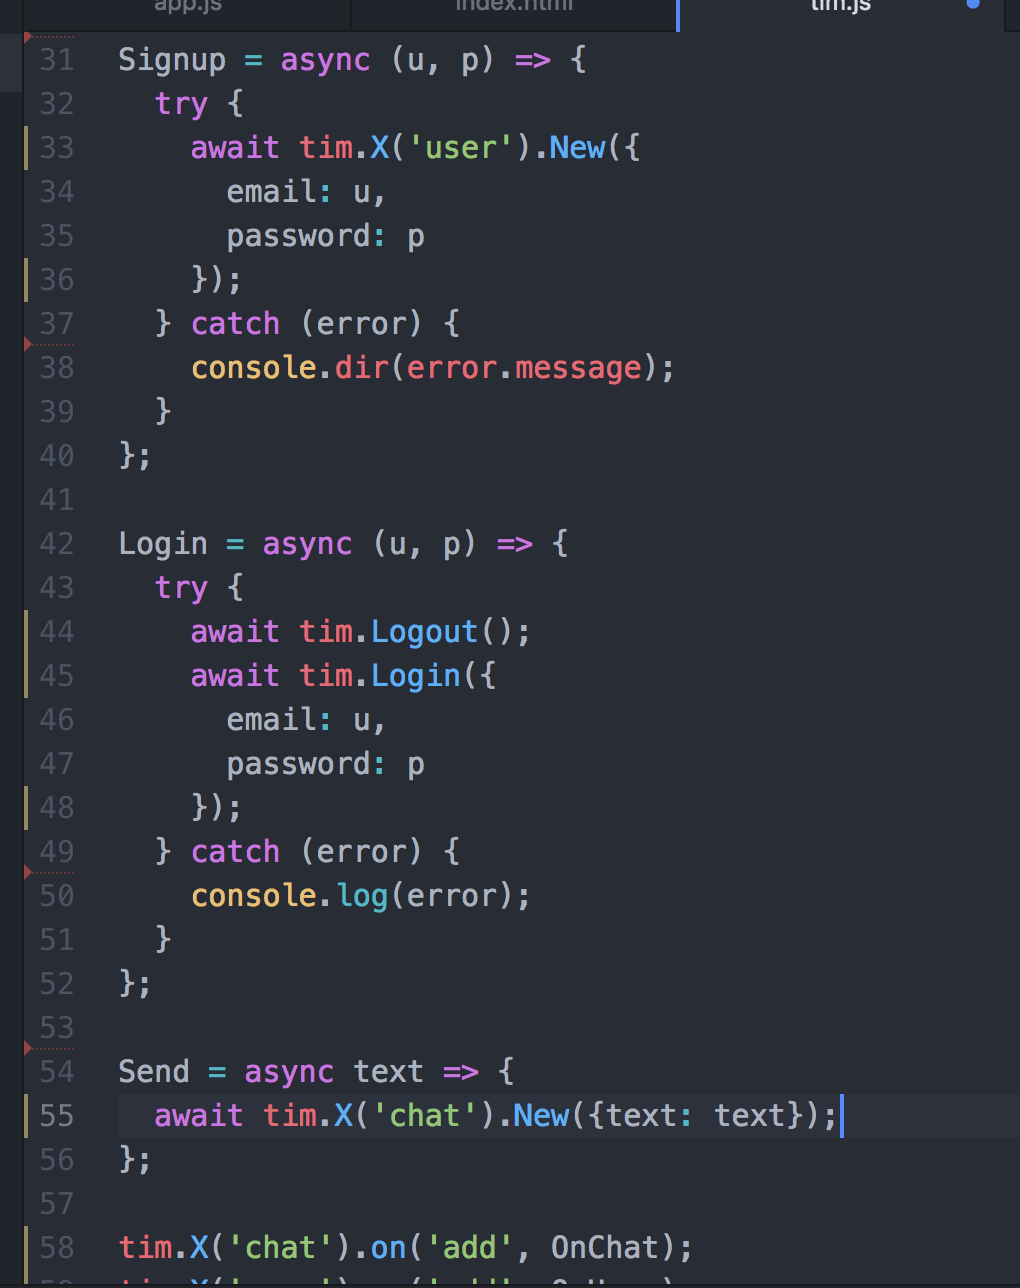 app.js index.html tim.js
31 Signup = async (u, p) => {
32 try {
33 await tim.X('user').New({
34 email: u,
35 password: p
36 });
37 } catch (error) {
38 console.dir(error.message);
39 }
40 };
41
42 Login = async (u, p) => {
43 try {
44 await tim.Logout();
45 await tim.Login({
46 email: u,
47 password: p
48 });
49 } catch (error) {
50 console.log(error);
51 }
52 };
53
54 Send = async text => {
55 await tim.X('chat').New({text: text});
56 };
57
58 tim.X('chat').on('add', OnChat);